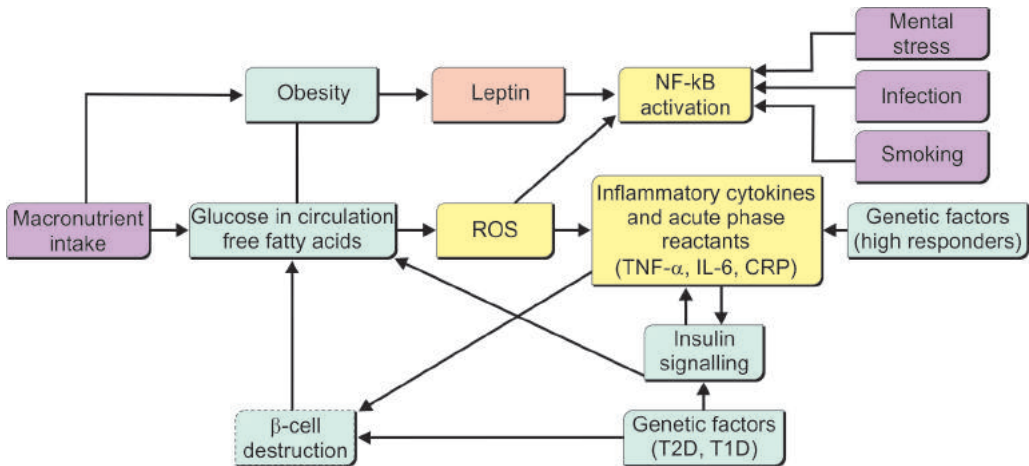 Mental
stress
Obesity
Leptin
NF-kB
activation
Infection
Smoking
Macronutrient
intake
Glucose in circulation
free fatty acids
ROS
Inflammatory cytokines
and acute phase
reactants
(TNF-α, IL-6, CRP)
Genetic factors
(high responders)
Insulin
signalling
β-cell
destruction
Genetic factors
(T2D, T1D)